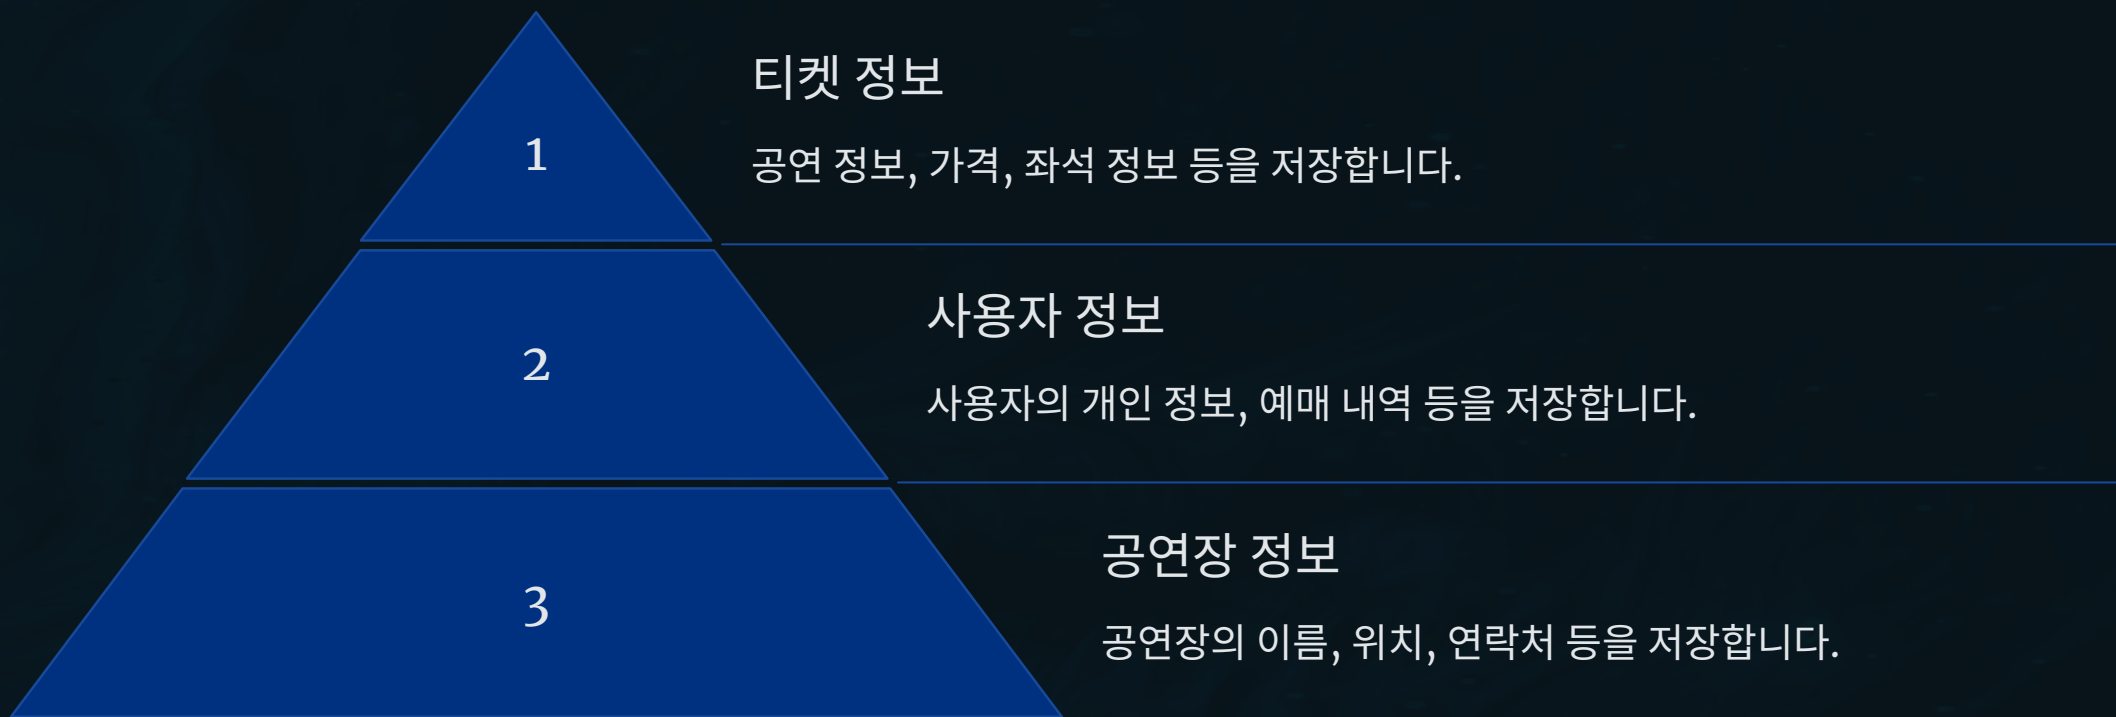 1
티켓 정보
공연 정보, 가격, 좌석 정보 등을 저장합니다.
2
사용자 정보
사용자의 개인 정보, 예매 내역 등을 저장합니다.
3
공연장 정보
공연장의 이름, 위치, 연락처 등을 저장합니다.